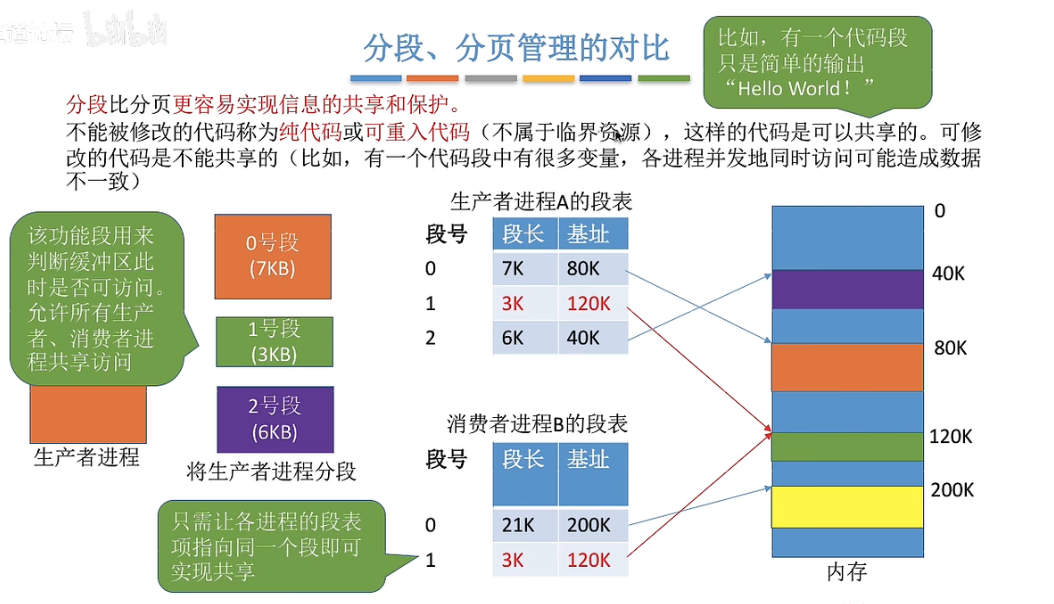 分段、分页管理的对比
比如，有一个代码段
只是简单的输出
“Hello World！”
分段比分页更容易实现信息的共享和保护。
不能被修改的代码称为纯代码或可重入代码（不属于临界资源），这样的代码是可以共享的。可修
改的代码是不能共享的（比如，有一个代码段中有很多变量，各进程并发地同时访问可能造成数据
不一致）
该功能段用来
判断缓冲区此
时是否可访问。
允许所有生产
者、消费者进
程共享访问
生产者进程
0号段
(7KB)
1号段
(3KB)
2号段
(6KB)
将生产者进程分段
生产者进程A的段表
段号 段长 基址
0 7K 80K
1 3K 120K
2 6K 40K
消费者进程B的段表
段号 段长 基址
0 21K 200K
1 3K 120K
只需让各进程的段表
项指向同一个段即可
实现共享
0
40K
80K
120K
200K
内存
bilibili